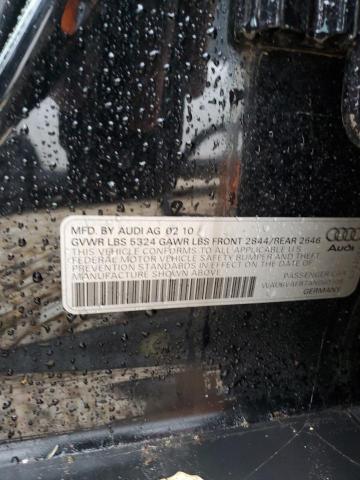 MFD. BY AUDI AG 02 10
GVWR LBS 5324 GAWR LBS FRONT 2844/REAR 2646
THIS VEHICLE CONFORMS TO ALL APPLICABLE U.S.
FEDERAL MOTOR VEHICLE SAFETY BUMPER, AND THEFT
PREVENTION STANDARDS IN EFFECT ON THE DATE OF
MANUFACTURE SHOWN ABOVE.
Audi
PASSENGER CAR
GERMANY